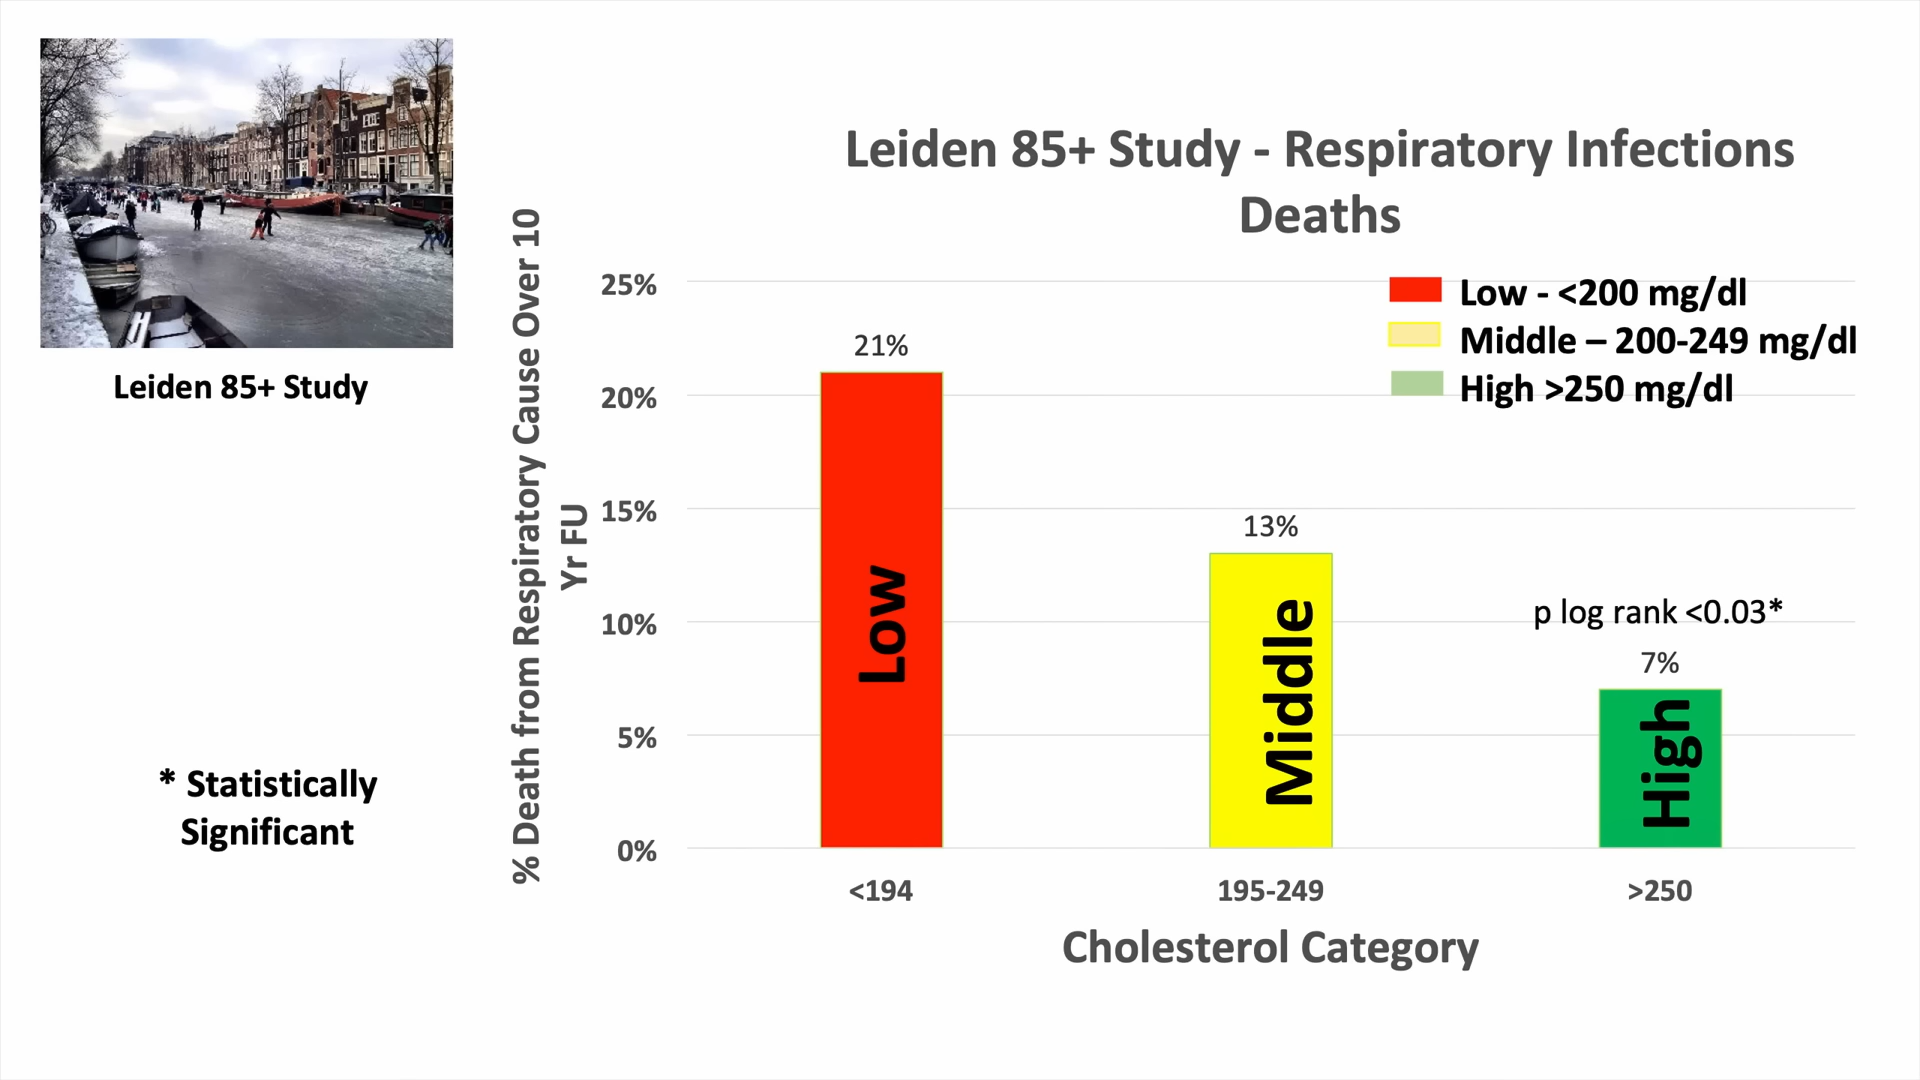 Leiden 85+ Study - Respiratory Infections
Deaths
Leiden 85+ Study
* Statistically
Significant
% Death from Respiratory Cause Over 10
Yr FU
25%
20%
15%
10%
5%
0%
Low - <200 mg/dl
Middle – 200-249 mg/dl
High >250 mg/dl
21%
Low
13%
Middle
p log rank <0.03*
7%
High
<194
195-249
>250
Cholesterol Category